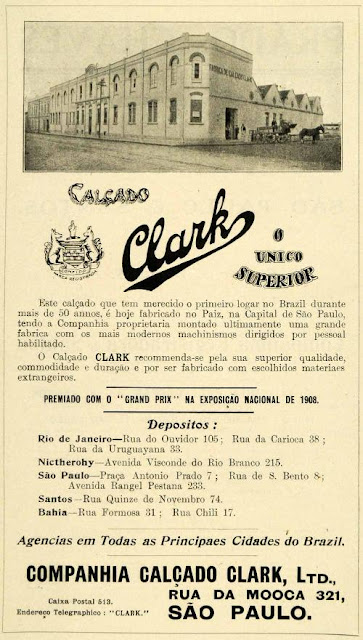 FABRICA DE CALÇADO CLARK
CALÇADO
Clark
O
UNICO
SUPERIOR
Este calçado que tem merecido o primeiro logar no Brazil durante
mais de 50 annos, é hoje fabricado no Paiz, na Capital de São Paulo,
tendo a Companhia proprietaria montado ultimamente uma grande
fabrica com os mais modernos machinismos dirigidos por pessoal
habilitado.
O Calçado CLARK recomenda-se pela sua superior qualidade,
commodidade e duração e por ser fabricado com escolhidos materiaes
extrangeiros.
PREMIADO COM O "GRAND PRIX" NA EXPOSIÇÃO NACIONAL DE 1908.
Depositos :
Rio de Janeiro—Rua do Ouvidor 105; Rua da Carioca 38;
Rua da Uruguayana 33.
Nictherohy—Avenida Visconde do Rio Branco 215.
São Paulo—Praça Antonio Prado 7; Rua de S. Bento 8-;
Avenida Rangel Pestana 233.
Santos—Rua Quinze de Novembro 74.
Bahia—Rua Formosa 31; Rua Chili 17.
Agencias em Todas as Principaes Cidades do Brazil.
COMPANHIA CALÇADO CLARK, LTD.,
RUA DA MOOCA 321,
SÃO PAULO.
Caixa Postal 513.
Endereço Telegraphico : "CLARK."